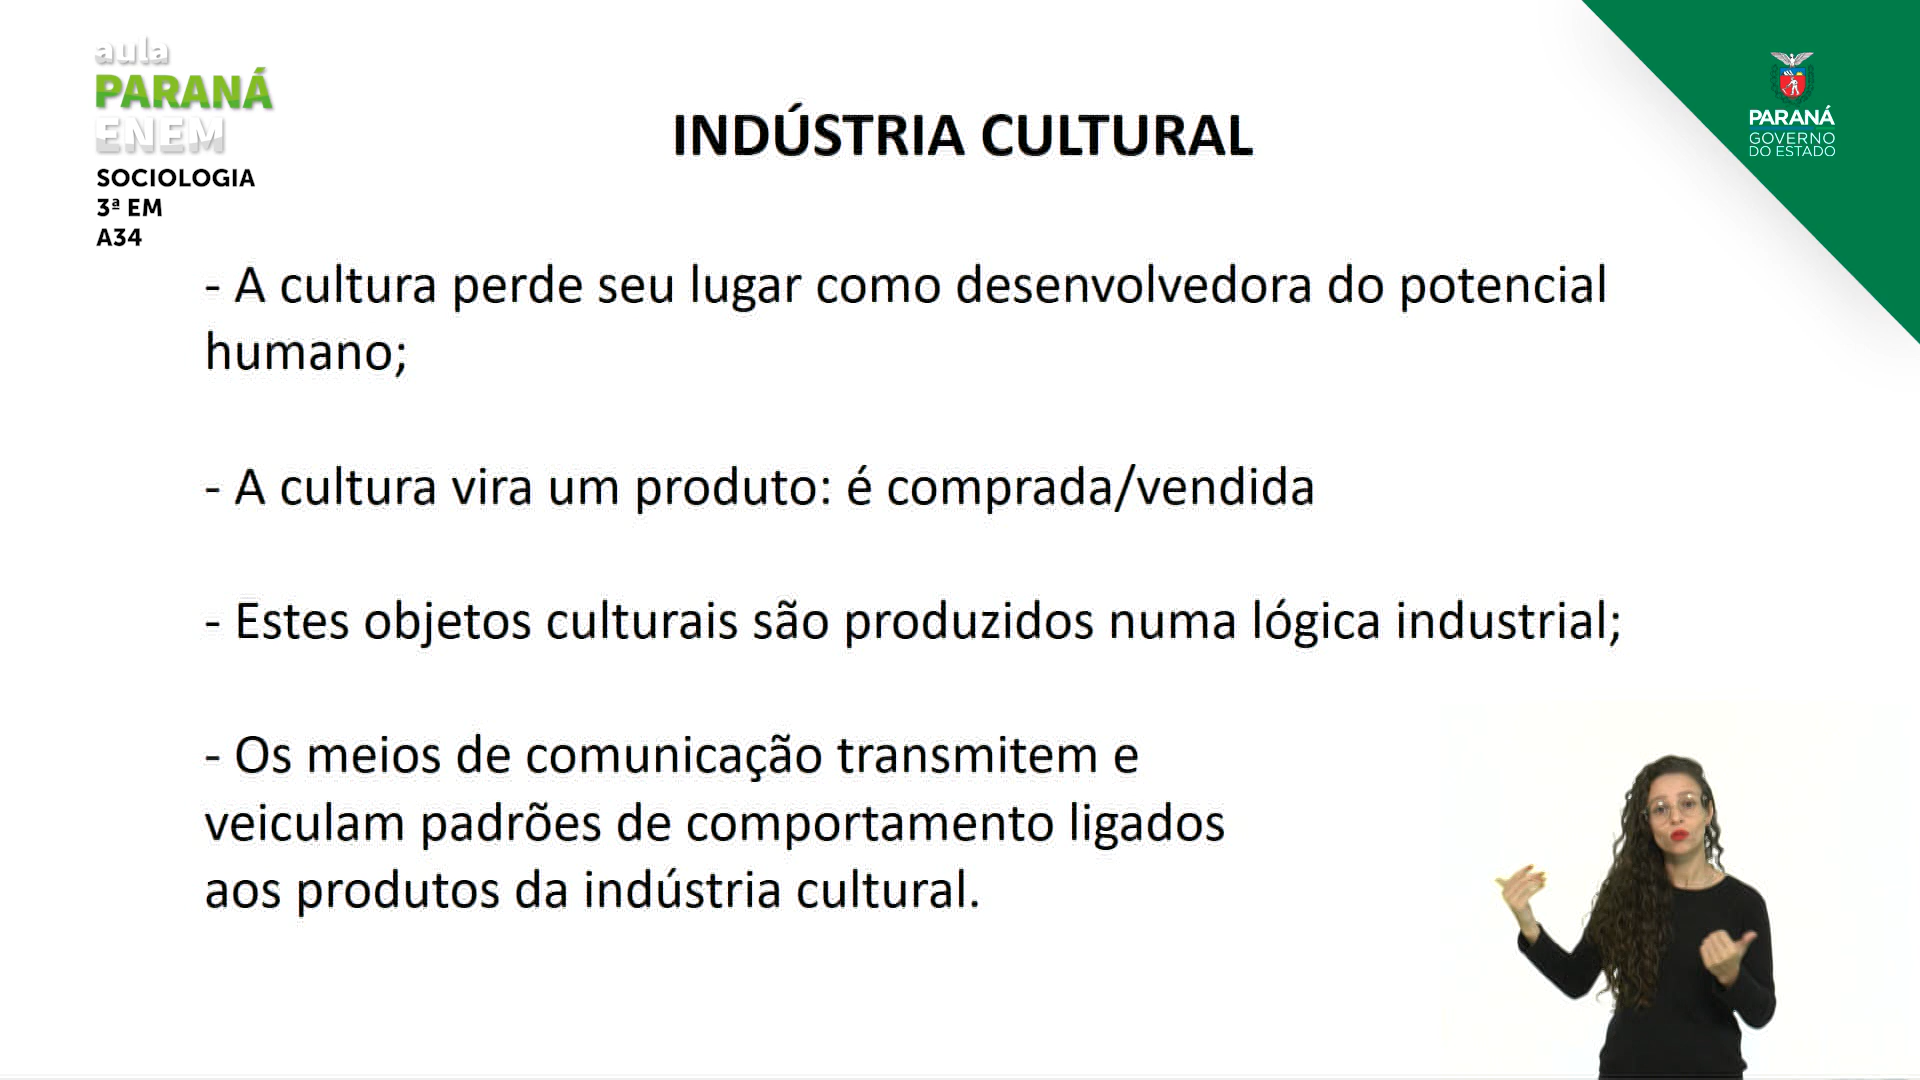 aula
PARANÁ
ENEM
SOCIOLOGIA
3ª EM
A34
INDÚSTRIA CULTURAL
PARANÁ
GOVERNO
DO ESTADO
- A cultura perde seu lugar como desenvolvedora do potencial
humano;
- A cultura vira um produto: é comprada/vendida
- Estes objetos culturais são produzidos numa lógica industrial;
- Os meios de comunicação transmitem e
veiculam padrões de comportamento ligados
aos produtos da indústria cultural.